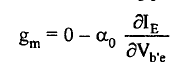 g_m = 0 − α_0 ∂I_E / ∂V_b'e